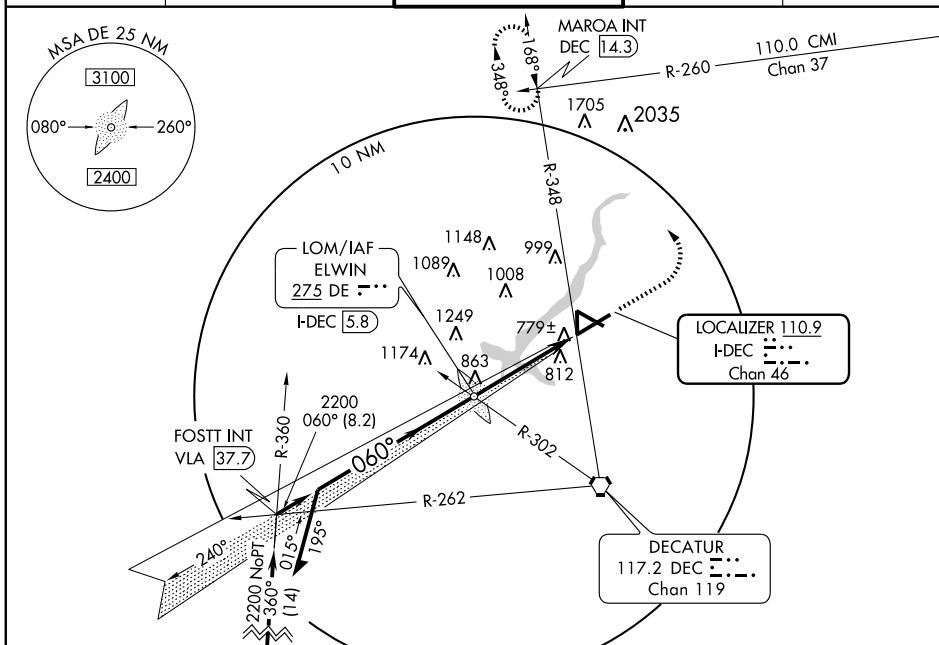 MSA DE 25 NM
3100
080°
260°
2400
MAROA INT
DEC 14.3
168°
348°
110.0 CMI
R-260
Chan 37
1705
2035
10 NM
R-348
LOM/IAF
ELWIN
275 DE
I-DEC 5.8
1148
1089
999
1008
1249
779±
1174
863
812
LOCALIZER 110.9
I-DEC
Chan 46
2200
060° (8.2)
FOSTT INT
VLA 37.7
R-360
060°
R-302
R-262
240°
015°
195°
2200 NoPT
360°
(14)
DECATUR
117.2 DEC
Chan 119